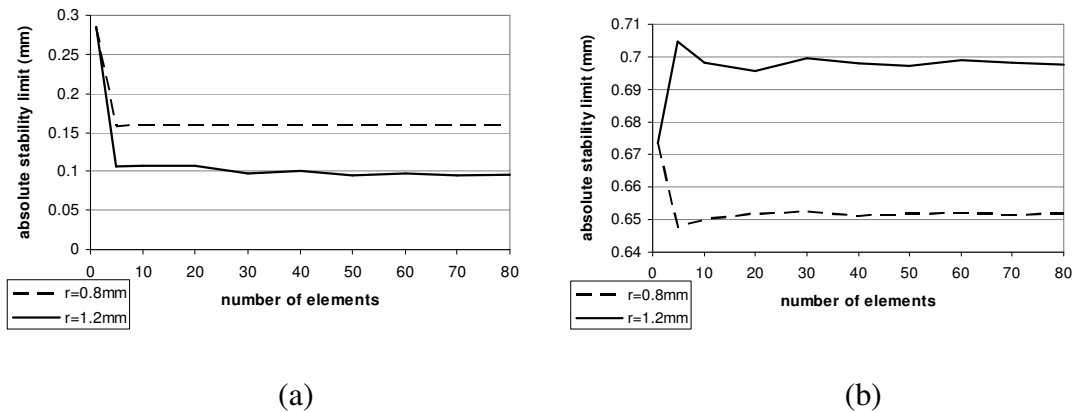 absolute stability limit (mm)
0.3
0.25
0.2
0.15
0.1
0.05
0
0 10 20 30 40 50 60 70 80
number of elements
r=0.8mm
r=1.2mm
(a)
absolute stability limit (mm)
0.71
0.7
0.69
0.68
0.67
0.66
0.65
0.64
0 10 20 30 40 50 60 70 80
number of elements
r=0.8mm
r=1.2mm
(b)